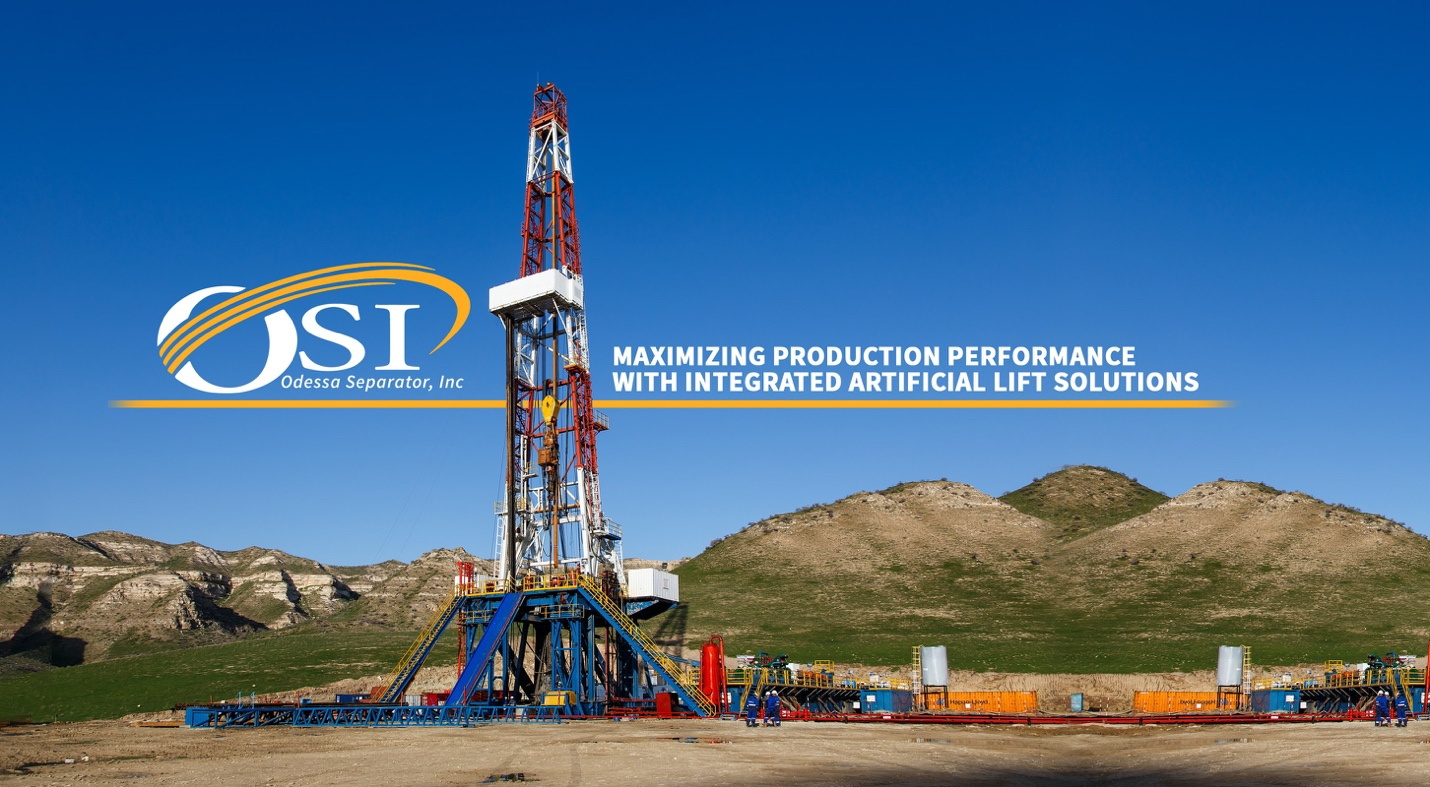 OSI
Odessa Separator, Inc
MAXIMIZING PRODUCTION PERFORMANCE
WITH INTEGRATED ARTIFICIAL LIFT SOLUTIONS